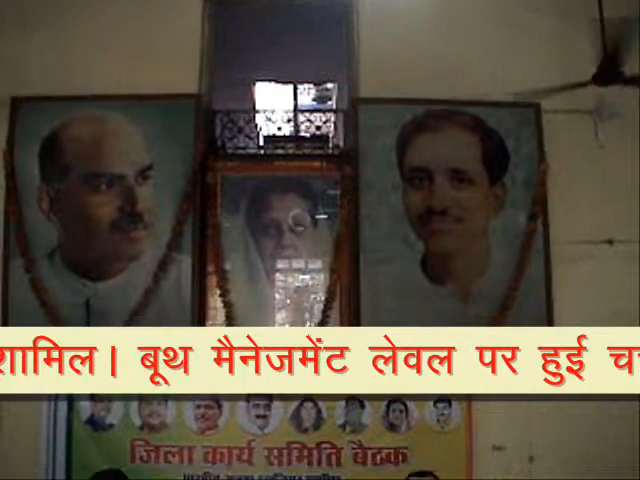 शामिल। बूथ मैनेजमेंट लेवल पर हुई
जिला कार्य समिति बैठक